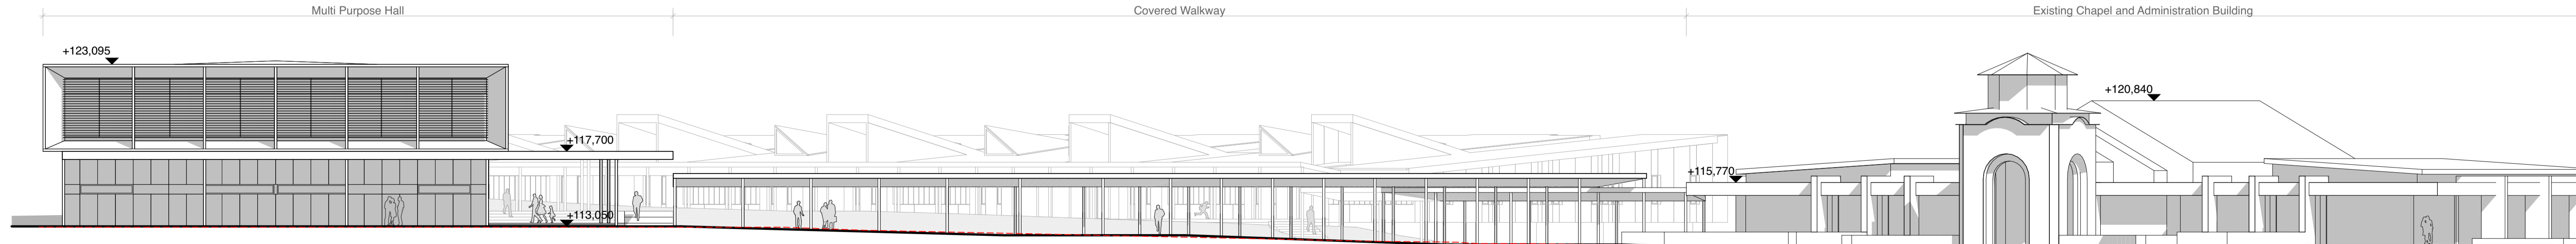 Multi Purpose Hall
Covered Walkway
Existing Chapel and Administration Building
+123,095
+120,840
+117,700
+115,770
+113,050